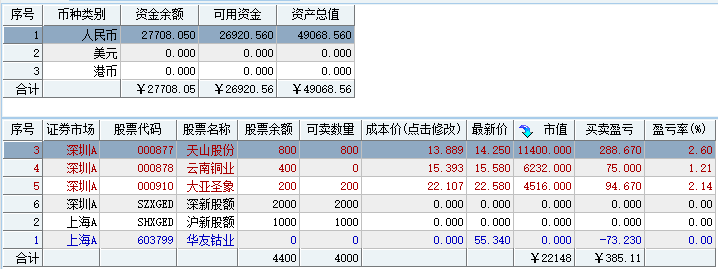 序号 币种类别 资金余额 可用资金 资产总值
1 人民币 27708.050 26920.560 49068.560
2 美元 0.000 0.000 0.000
3 港币 0.000 0.000 0.000
合计 ￥27708.05 ￥26920.56 ￥49068.56
序号 证券市场 股票代码 股票名称 股票余额 可卖数量 成本价(点击修改) 最新价 市值 买卖盈亏 盈亏率(%)
3 深圳A 000877 天山股份 800 800 13.889 14.250 11400.000 288.670 2.60
4 深圳A 000878 云南铜业 400 0 15.393 15.580 6232.000 75.000 1.21
5 深圳A 000910 大亚圣象 200 200 22.107 22.580 4516.000 94.670 2.14
6 深圳A SZXGED 深新股额 2000 2000 0.000 0.000 0.000 0.000 0.00
2 上海A SHXGED 沪新股额 1000 1000 0.000 0.000 0.000 0.000 0.00
1 上海A 603799 华友钴业 0 0 0.000 55.340 0.000 -73.230 0.00
合计 4400 4000 ￥22148 ￥385.11